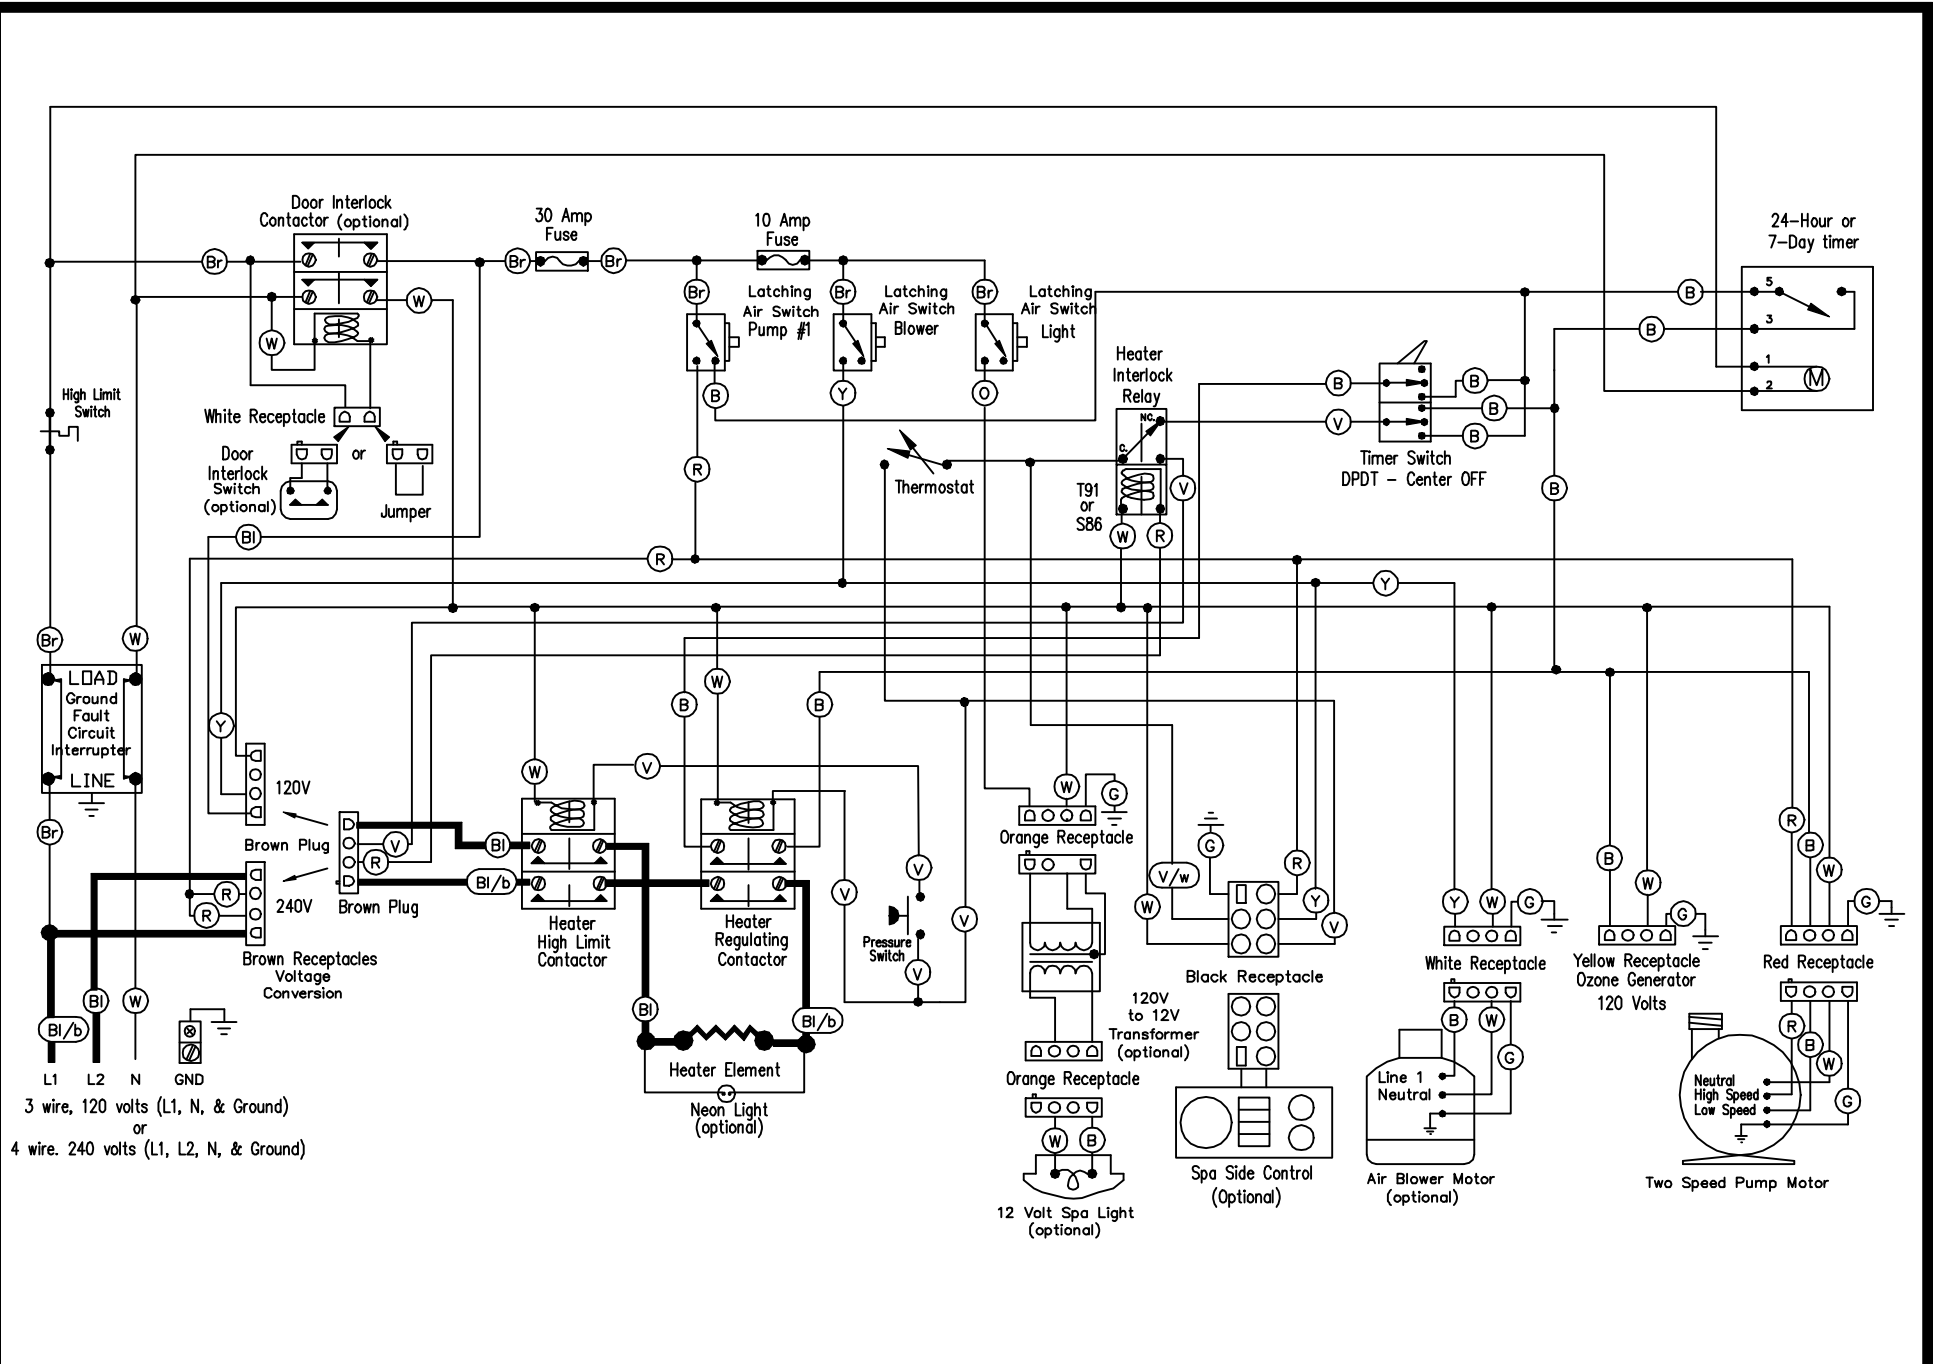 Door Interlock
Contactor (optional)
30 Amp
Fuse
10 Amp
Fuse
24-Hour or
7-Day timer
Br
Br
Br
W
W
Br
Latching
Air Switch
Pump #1
Br
Latching
Air Switch
Blower
Br
Latching
Air Switch
Light
B
B
5
3
1
2
M
High Limit
Switch
White Receptacle
Door
Interlock
Switch
(optional)
or
Jumper
B
Y
O
R
Heater
Interlock
Relay
NC.
C.
T91
or
S86
V
W
R
Thermostat
B
V
B
B
B
Timer Switch
DPDT - Center OFF
B
Bl
R
Y
Br
W
LOAD
Ground
Fault
Circuit
Interrupter
LINE
Br
Y
120V
Brown Plug
V
R
Brown Plug
R
R
240V
Brown Receptacles
Voltage
Conversion
Bl/b
Bl
W
L1
L2
N
GND
3 wire, 120 volts (L1, N, & Ground)
or
4 wire. 240 volts (L1, L2, N, & Ground)
W
V
Bl
Bl/b
Heater
High Limit
Contactor
B
W
B
Heater
Regulating
Contactor
V
V
V
V
Pressure
Switch
Bl
Bl/b
Heater Element
Neon Light
(optional)
W
G
Orange Receptacle
120V
to 12V
Transformer
(optional)
Orange Receptacle
W
B
12 Volt Spa Light
(optional)
G
R
V/w
W
Y
V
Black Receptacle
Spa Side Control
(Optional)
Y
W
G
White Receptacle
B
W
G
Line 1
Neutral
Air Blower Motor
(optional)
B
W
G
Yellow Receptacle
Ozone Generator
120 Volts
R
B
W
G
Red Receptacle
R
B
W
G
Neutral
High Speed
Low Speed
Two Speed Pump Motor